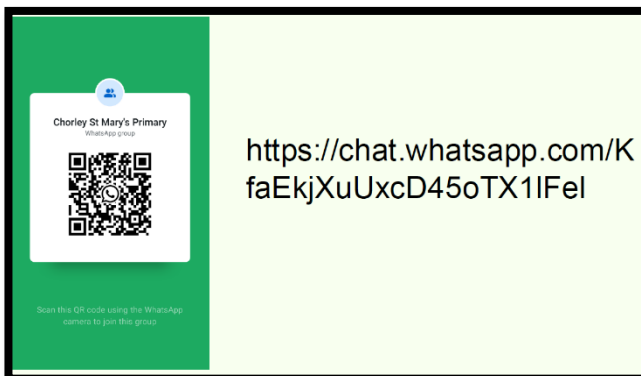 Chorley St Mary's Primary
WhatsApp group
Scan this QR code using the WhatsApp
camera to join this group
https://chat.whatsapp.com/K
faEkjXuUxcD45oTX1lFel